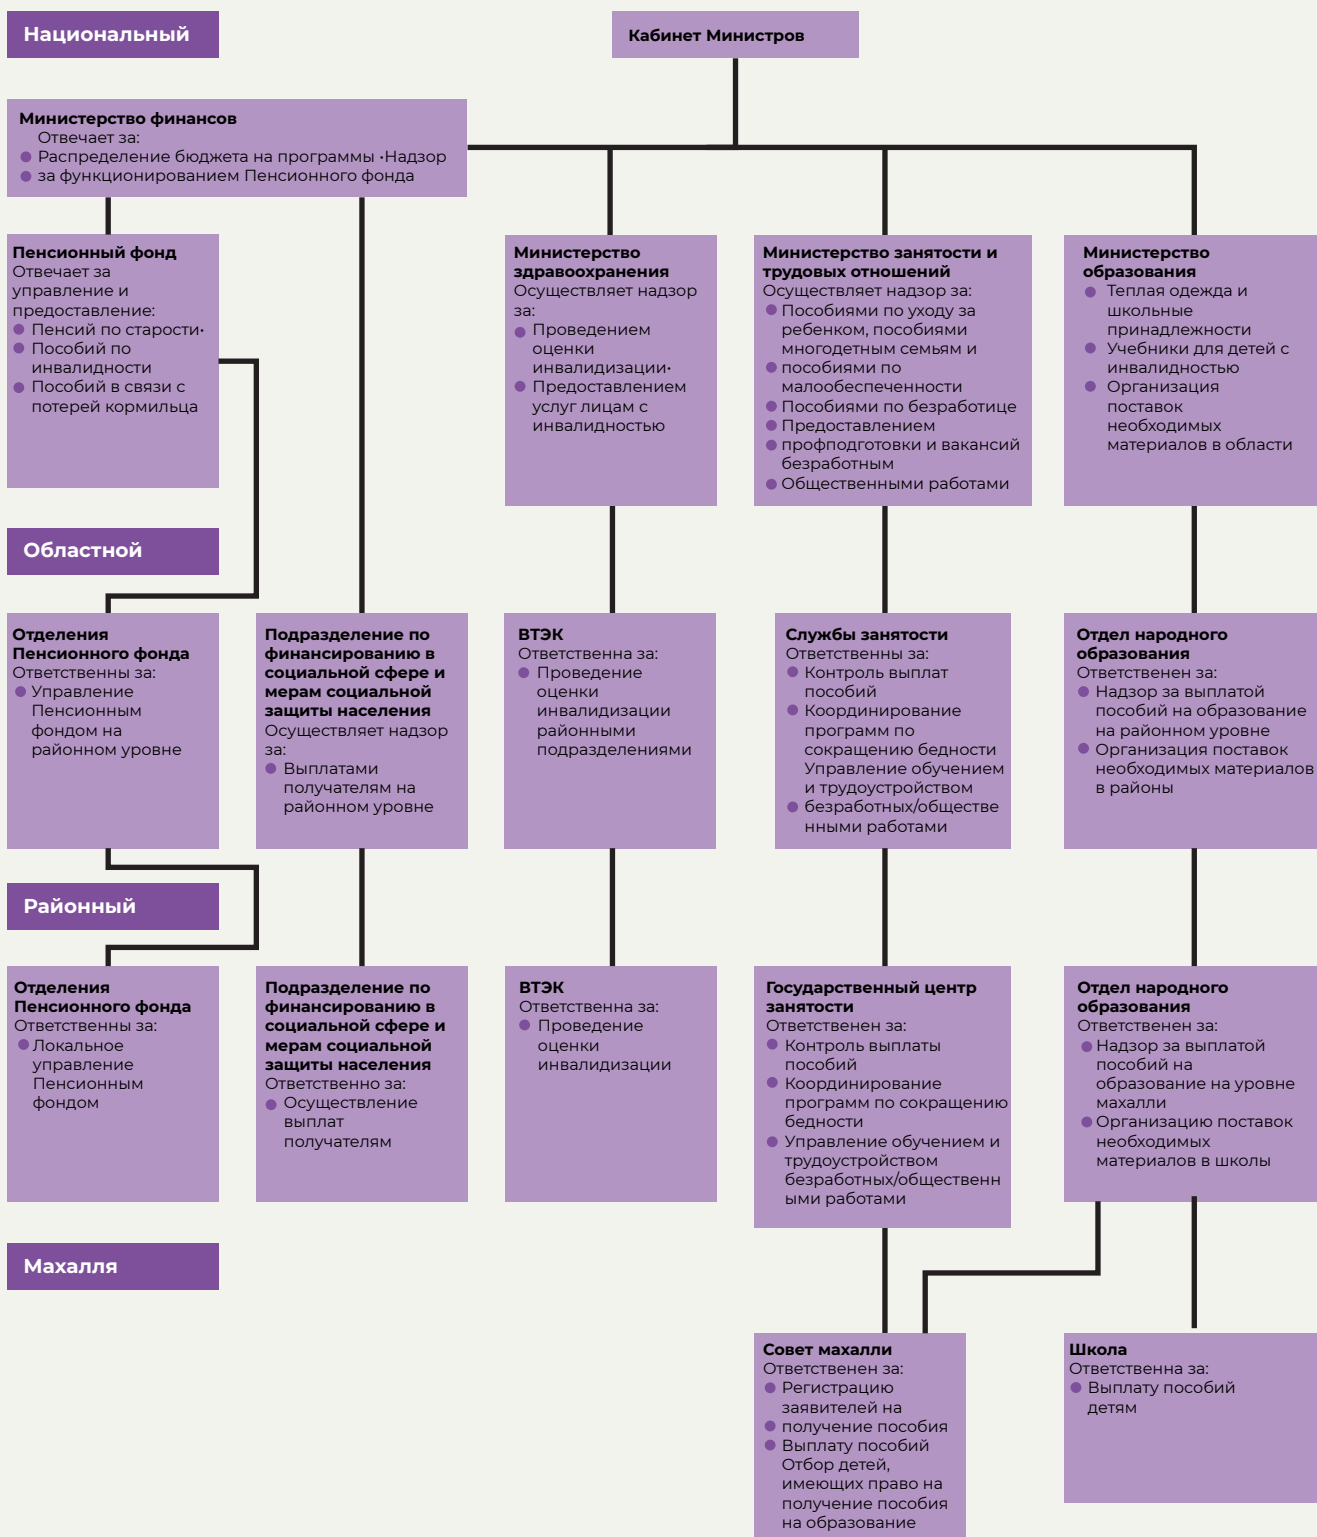 Национальный
Кабинет Министров
Министерство финансов
Отвечает за:
Распределение бюджета на программы •Надзор
за функционированием Пенсионного фонда
Пенсионный фонд
Отвечает за
управление и
предоставление:
Пенсий по старости•
Пособий по
инвалидности
Пособий в связи с
потерей кормильца
Министерство
здравоохранения
Осуществляет надзор
за:
Проведением
оценки
инвалидизации•
Предоставлением
услуг лицам с
инвалидностью
Министерство занятости и
трудовых отношений
Осуществляет надзор за:
Пособиями по уходу за
ребенком, пособиями
многодетным семьям и
пособиями по
малообеспеченности
Пособиями по безработице
Предоставлением
профподготовки и вакансий
безработным
Общественными работами
Министерство
образования
Теплая одежда и
школьные
принадлежности
Учебники для детей с
инвалидностью
Организация
поставок
необходимых
материалов в области
Областной
Отделения
Пенсионного фонда
Ответственны за:
Управление
Пенсионным
фондом на
районном уровне
Подразделение по
финансированию в
социальной сфере и
мерам социальной
защиты населения
Осуществляет надзор
за:
Выплатами
получателям на
районном уровне
ВТЭК
Ответственна за:
Проведение
оценки
инвалидизации
районными
подразделениями
Службы занятости
Ответственны за:
Контроль выплат
пособий
Координирование
программ по
сокращению бедности
Управление обучением
и трудоустройством
безработных/обществе
нными работами
Отдел народного
образования
Ответственен за:
Надзор за выплатой
пособий на образование
на районном уровне
Организация поставок
необходимых материалов
в районы
Районный
Отделения
Пенсионного фонда
Ответственны за:
Локальное
управление
Пенсионным
фондом
Подразделение по
финансированию в
социальной сфере и
мерам социальной
защиты населения
Ответственно за:
Осуществление
выплат
получателям
ВТЭК
Ответственна за:
Проведение
оценки
инвалидизации
Государственный центр
занятости
Ответственен за:
Контроль выплаты
пособий
Координирование
программ по сокращению
бедности
Управление обучением и
трудоустройством
безработных/общественн
ыми работами
Отдел народного
образования
Ответственен за:
Надзор за выплатой
пособий на
образование на уровне
махалли
Организацию поставок
необходимых
материалов в школы
Махалля
Совет махалли
Ответственен за:
Регистрацию
заявителей на
получение пособия
Выплату пособий
Отбор детей,
имеющих право на
получение пособия
на образование
Школа
Ответственна за:
Выплату пособий
детям